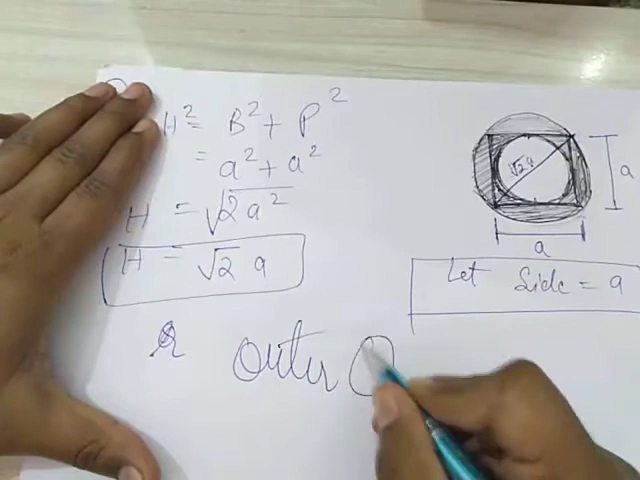 H² = B² + P²
= a² + a²
H = √2a²
H = √2 a
√2 a
a
a
Let Side = a
R outer O